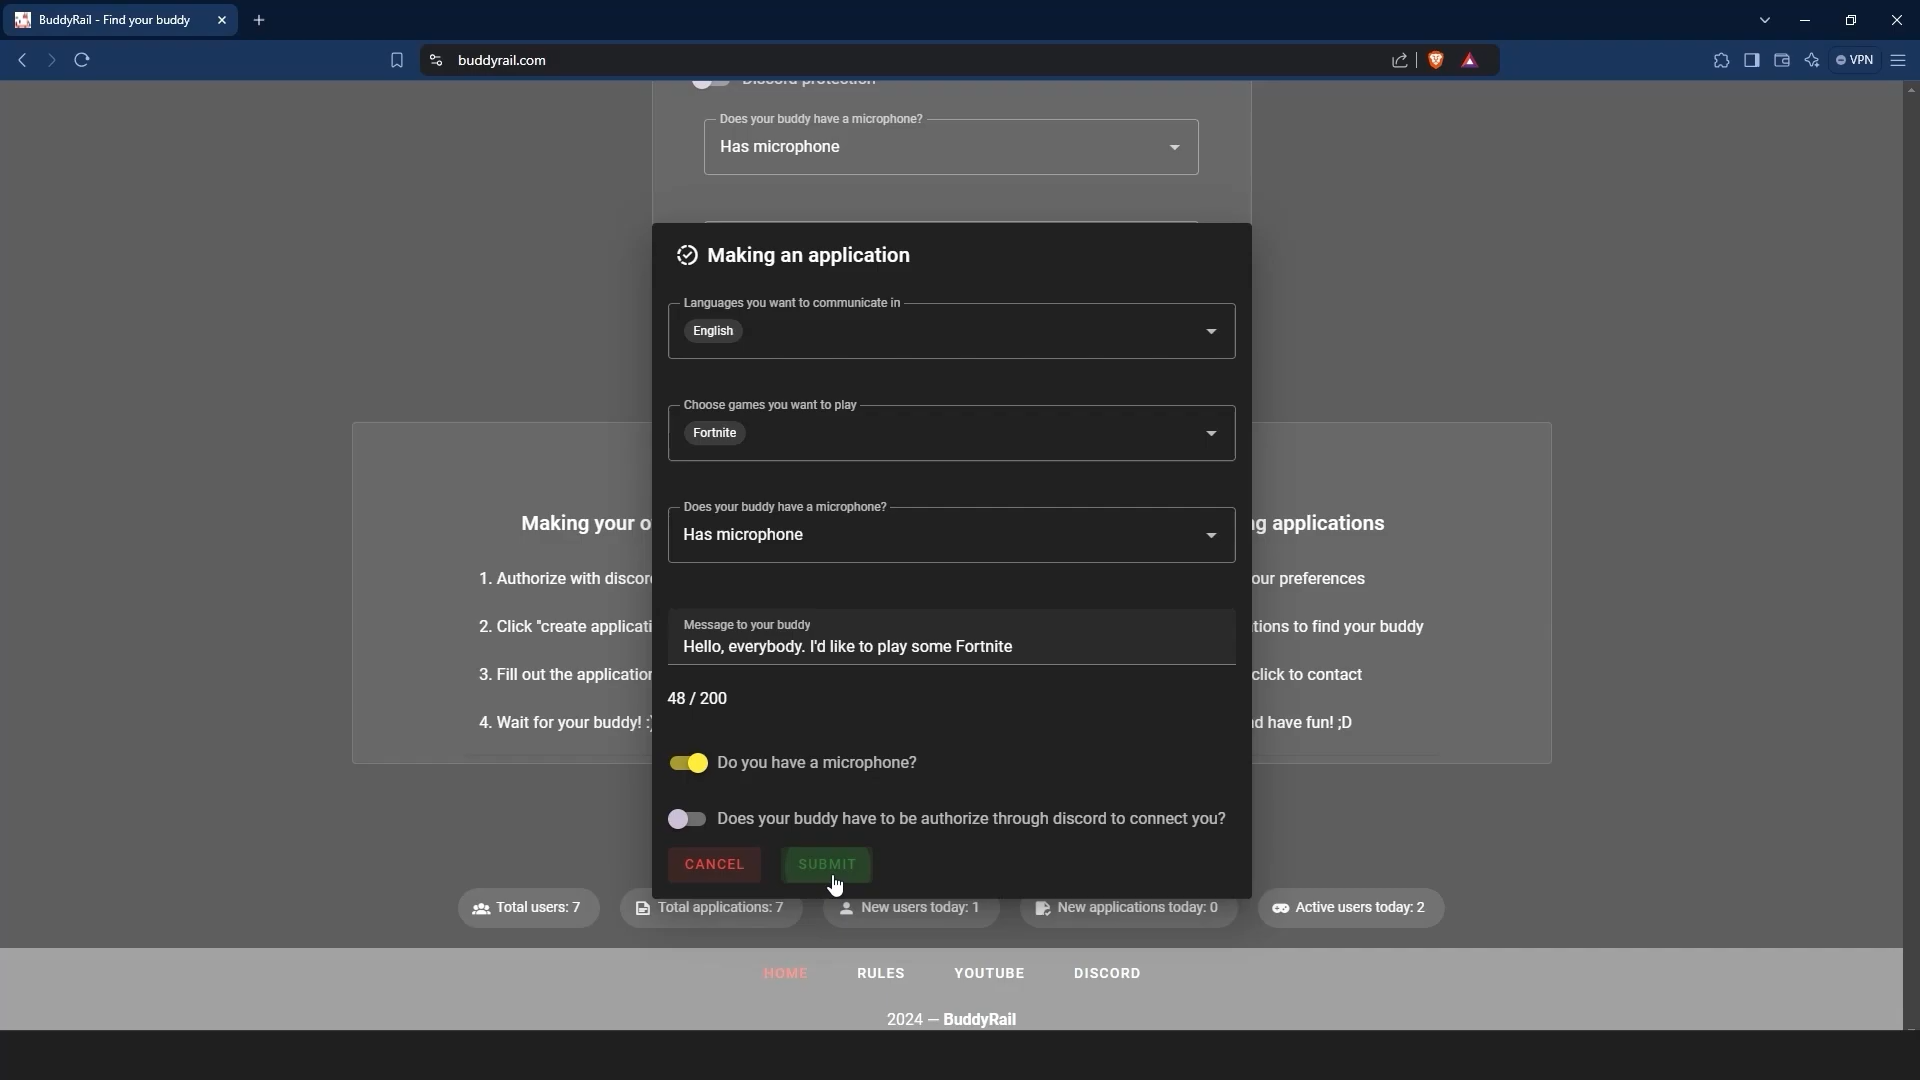 BuddyRail - Find your buddy
buddyrail.com
VPN
Discord protection
Does your buddy have a microphone?
Has microphone
Making an application
Languages you want to communicate in
English
Choose games you want to play
Fortnite
Does your buddy have a microphone?
Has microphone
Message to your buddy
Hello, everybody. I'd like to play some Fortnite
48 / 200
Do you have a microphone?
Does your buddy have to be authorize through discord to connect you?
CANCEL
SUBMIT
Making your o
1. Authorize with discor
2. Click "create applicati
3. Fill out the application
4. Wait for your buddy! :)
g applications
our preferences
tions to find your buddy
click to contact
d have fun! ;D
Total users: 7
Total applications: 7
New users today: 1
New applications today: 0
Active users today: 2
HOME
RULES
YOUTUBE
DISCORD
2024 — BuddyRail